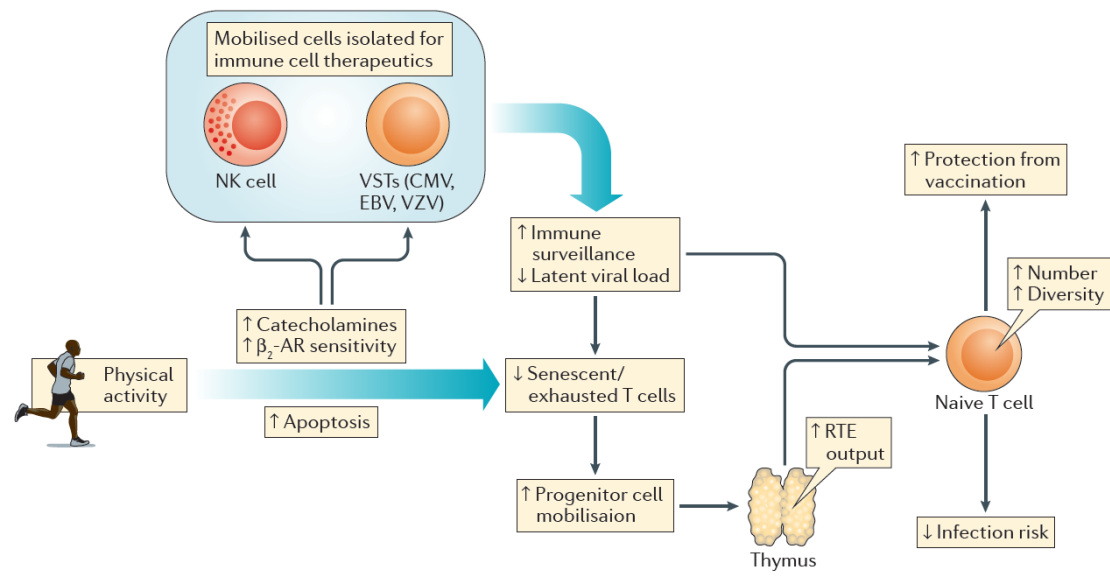 Mobilised cells isolated for
immune cell therapeutics
NK cell
VSTs (CMV,
EBV, VZV)
↑ Protection from
vaccination
↑ Immune
surveillance
↓ Latent viral load
↑ Number
↑ Diversity
↑ Catecholamines
↑ β₂-AR sensitivity
Physical
activity
↓ Senescent/
exhausted T cells
Naive T cell
↑ Apoptosis
↑ RTE
output
↑ Progenitor cell
mobilisaion
Thymus
↓ Infection risk